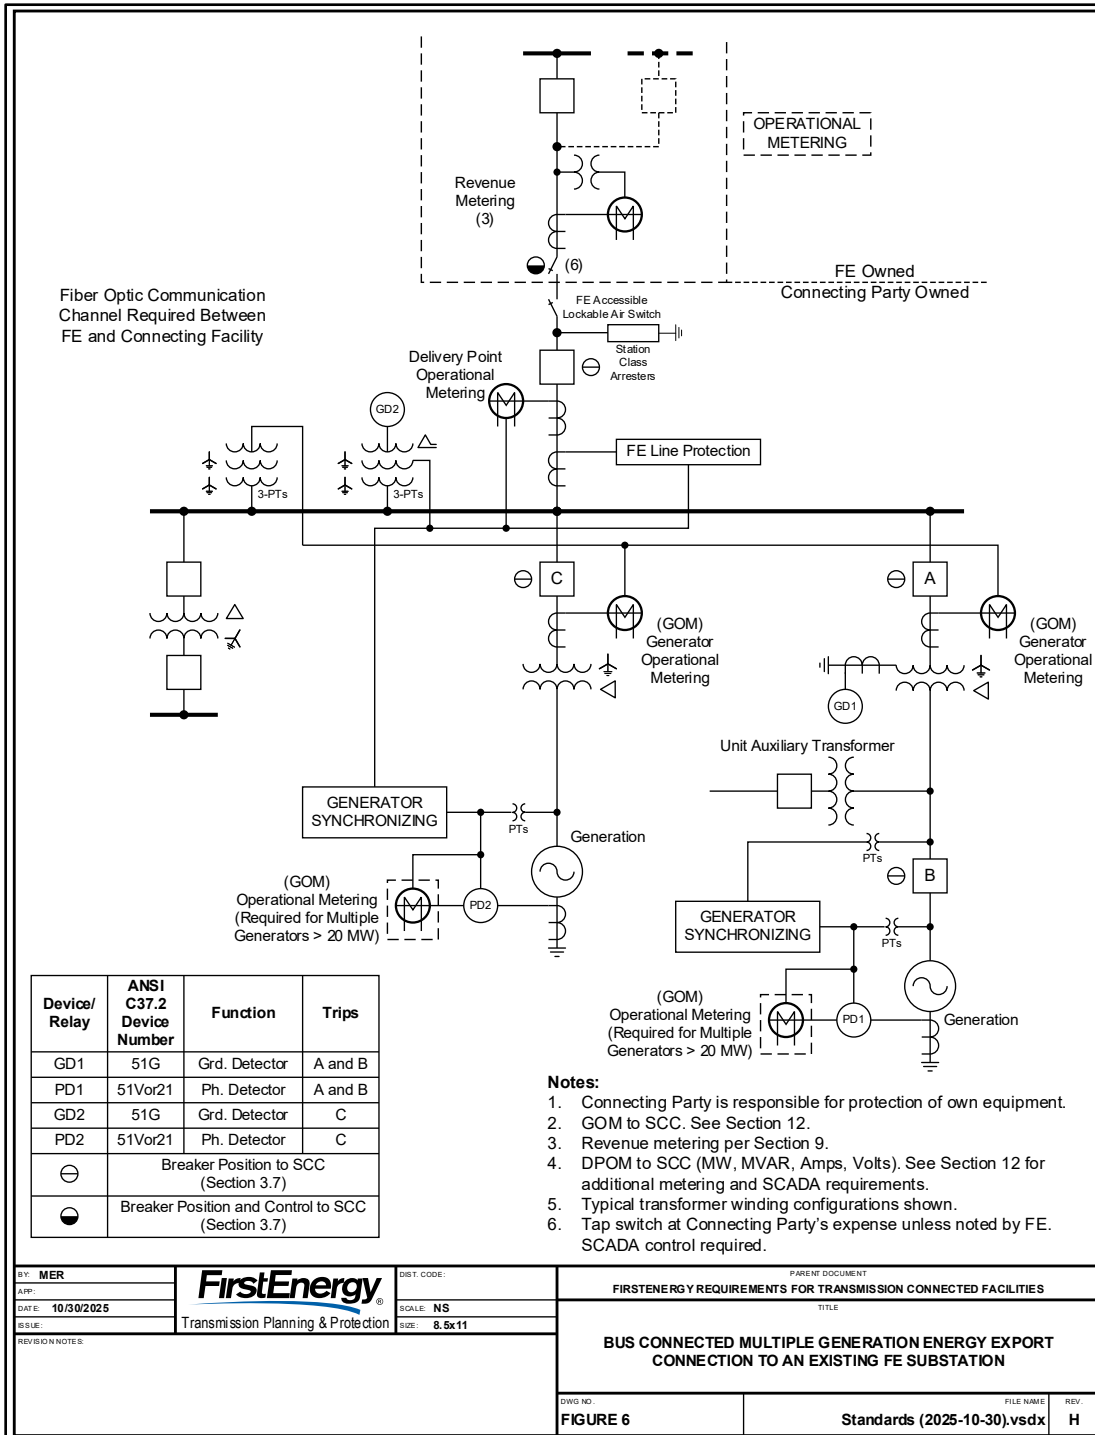 OPERATIONAL
METERING
Revenue
Metering
(3)
(6)
FE Owned
Connecting Party Owned
Fiber Optic Communication
Channel Required Between
FE and Connecting Facility
FE Accessible
Lockable Air Switch
Station
Class
Arresters
Delivery Point
Operational
Metering
GD2
FE Line Protection
3-PTs
3-PTs
C
A
(GOM)
Generator
Operational
Metering
(GOM)
Generator
Operational
Metering
GD1
Unit Auxiliary Transformer
GENERATOR
SYNCHRONIZING
PTs
Generation
PTs
B
(GOM)
Operational Metering
(Required for Multiple
Generators > 20 MW)
PD2
GENERATOR
SYNCHRONIZING
PTs
(GOM)
Operational Metering
(Required for Multiple
Generators > 20 MW)
PD1
Generation
Device/
Relay
ANSI
C37.2
Device
Number
Function
Trips
GD1 51G Grd. Detector A and B
PD1 51Vor21 Ph. Detector A and B
GD2 51G Grd. Detector C
PD2 51Vor21 Ph. Detector C
Breaker Position to SCC
(Section 3.7)
Breaker Position and Control to SCC
(Section 3.7)
Notes:
1. Connecting Party is responsible for protection of own equipment.
2. GOM to SCC. See Section 12.
3. Revenue metering per Section 9.
4. DPOM to SCC (MW, MVAR, Amps, Volts). See Section 12 for
additional metering and SCADA requirements.
5. Typical transformer winding configurations shown.
6. Tap switch at Connecting Party's expense unless noted by FE.
SCADA control required.
BY: MER
APP:
DATE: 10/30/2025
ISSUE:
REVISION NOTES:
FirstEnergy®
Transmission Planning & Protection
DIST. CODE:
SCALE: NS
SIZE: 8.5x11
PARENT DOCUMENT
FIRSTENERGY REQUIREMENTS FOR TRANSMISSION CONNECTED FACILITIES
TITLE
BUS CONNECTED MULTIPLE GENERATION ENERGY EXPORT
CONNECTION TO AN EXISTING FE SUBSTATION
DWG NO.
FIGURE 6
FILE NAME
Standards (2025-10-30).vsdx
REV.
H